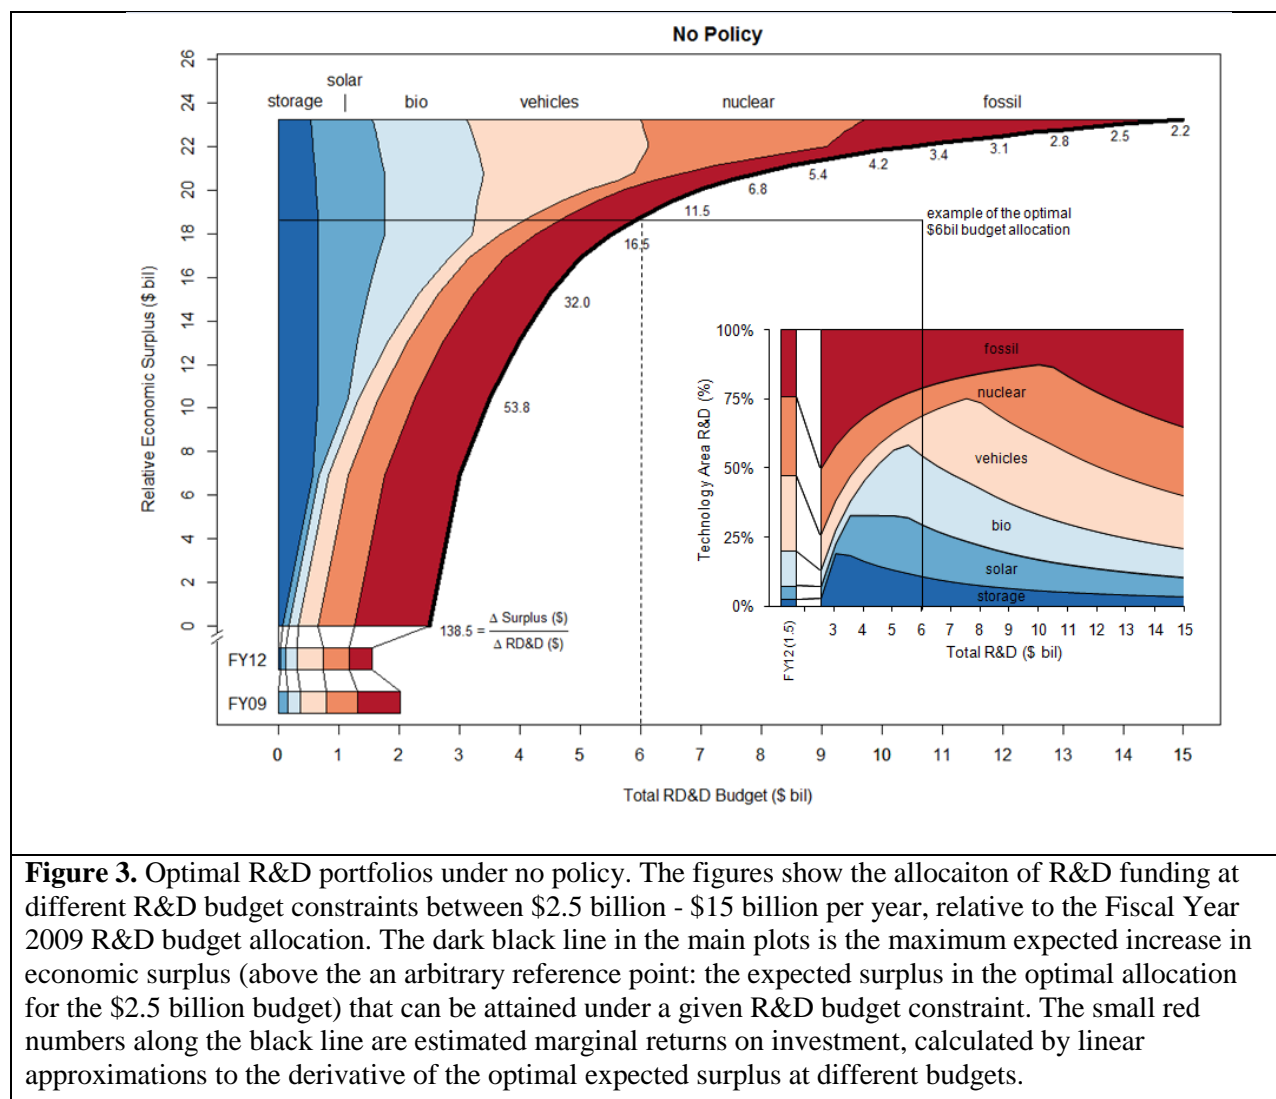 No Policy
26
24
22
20
18
16
14
12
10
8
6
4
2
0
Relative Economic Surplus ($ bil)
solar
storage
bio
vehicles
nuclear
fossil
2.2
2.5
2.8
3.1
3.4
4.2
5.4
6.8
11.5
16.5
32.0
53.8
138.5 = Δ Surplus ($)
Δ RD&D ($)
example of the optimal
$6bil budget allocation
FY12
FY09
0 1 2 3 4 5 6 7 8 9 10 11 12 13 14 15
Total RD&D Budget ($ bil)
100%
75%
50%
25%
0%
Technology Area R&D (%)
fossil
nuclear
vehicles
bio
solar
storage
FY12 (1.5)
3 4 5 6 7 8 9 10 11 12 13 14 15
Total R&D ($ bil)
Figure 3. Optimal R&D portfolios under no policy. The figures show the allocaiton of R&D funding at
different R&D budget constraints between $2.5 billion - $15 billion per year, relative to the Fiscal Year
2009 R&D budget allocation. The dark black line in the main plots is the maximum expected increase in
economic surplus (above the an arbitrary reference point: the expected surplus in the optimal allocation
for the $2.5 billion budget) that can be attained under a given R&D budget constraint. The small red
numbers along the black line are estimated marginal returns on investment, calculated by linear
approximations to the derivative of the optimal expected surplus at different budgets.